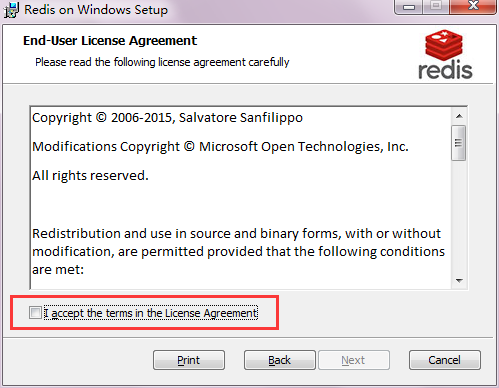 Redis on Windows Setup
End-User License Agreement
Please read the following license agreement carefully
redis
Copyright © 2006-2015, Salvatore Sanfilippo
Modifications Copyright © Microsoft Open Technologies, Inc.
All rights reserved.
Redistribution and use in source and binary forms, with or without
modification, are permitted provided that the following conditions
are met:
I accept the terms in the License Agreement
Print
Back
Next
Cancel